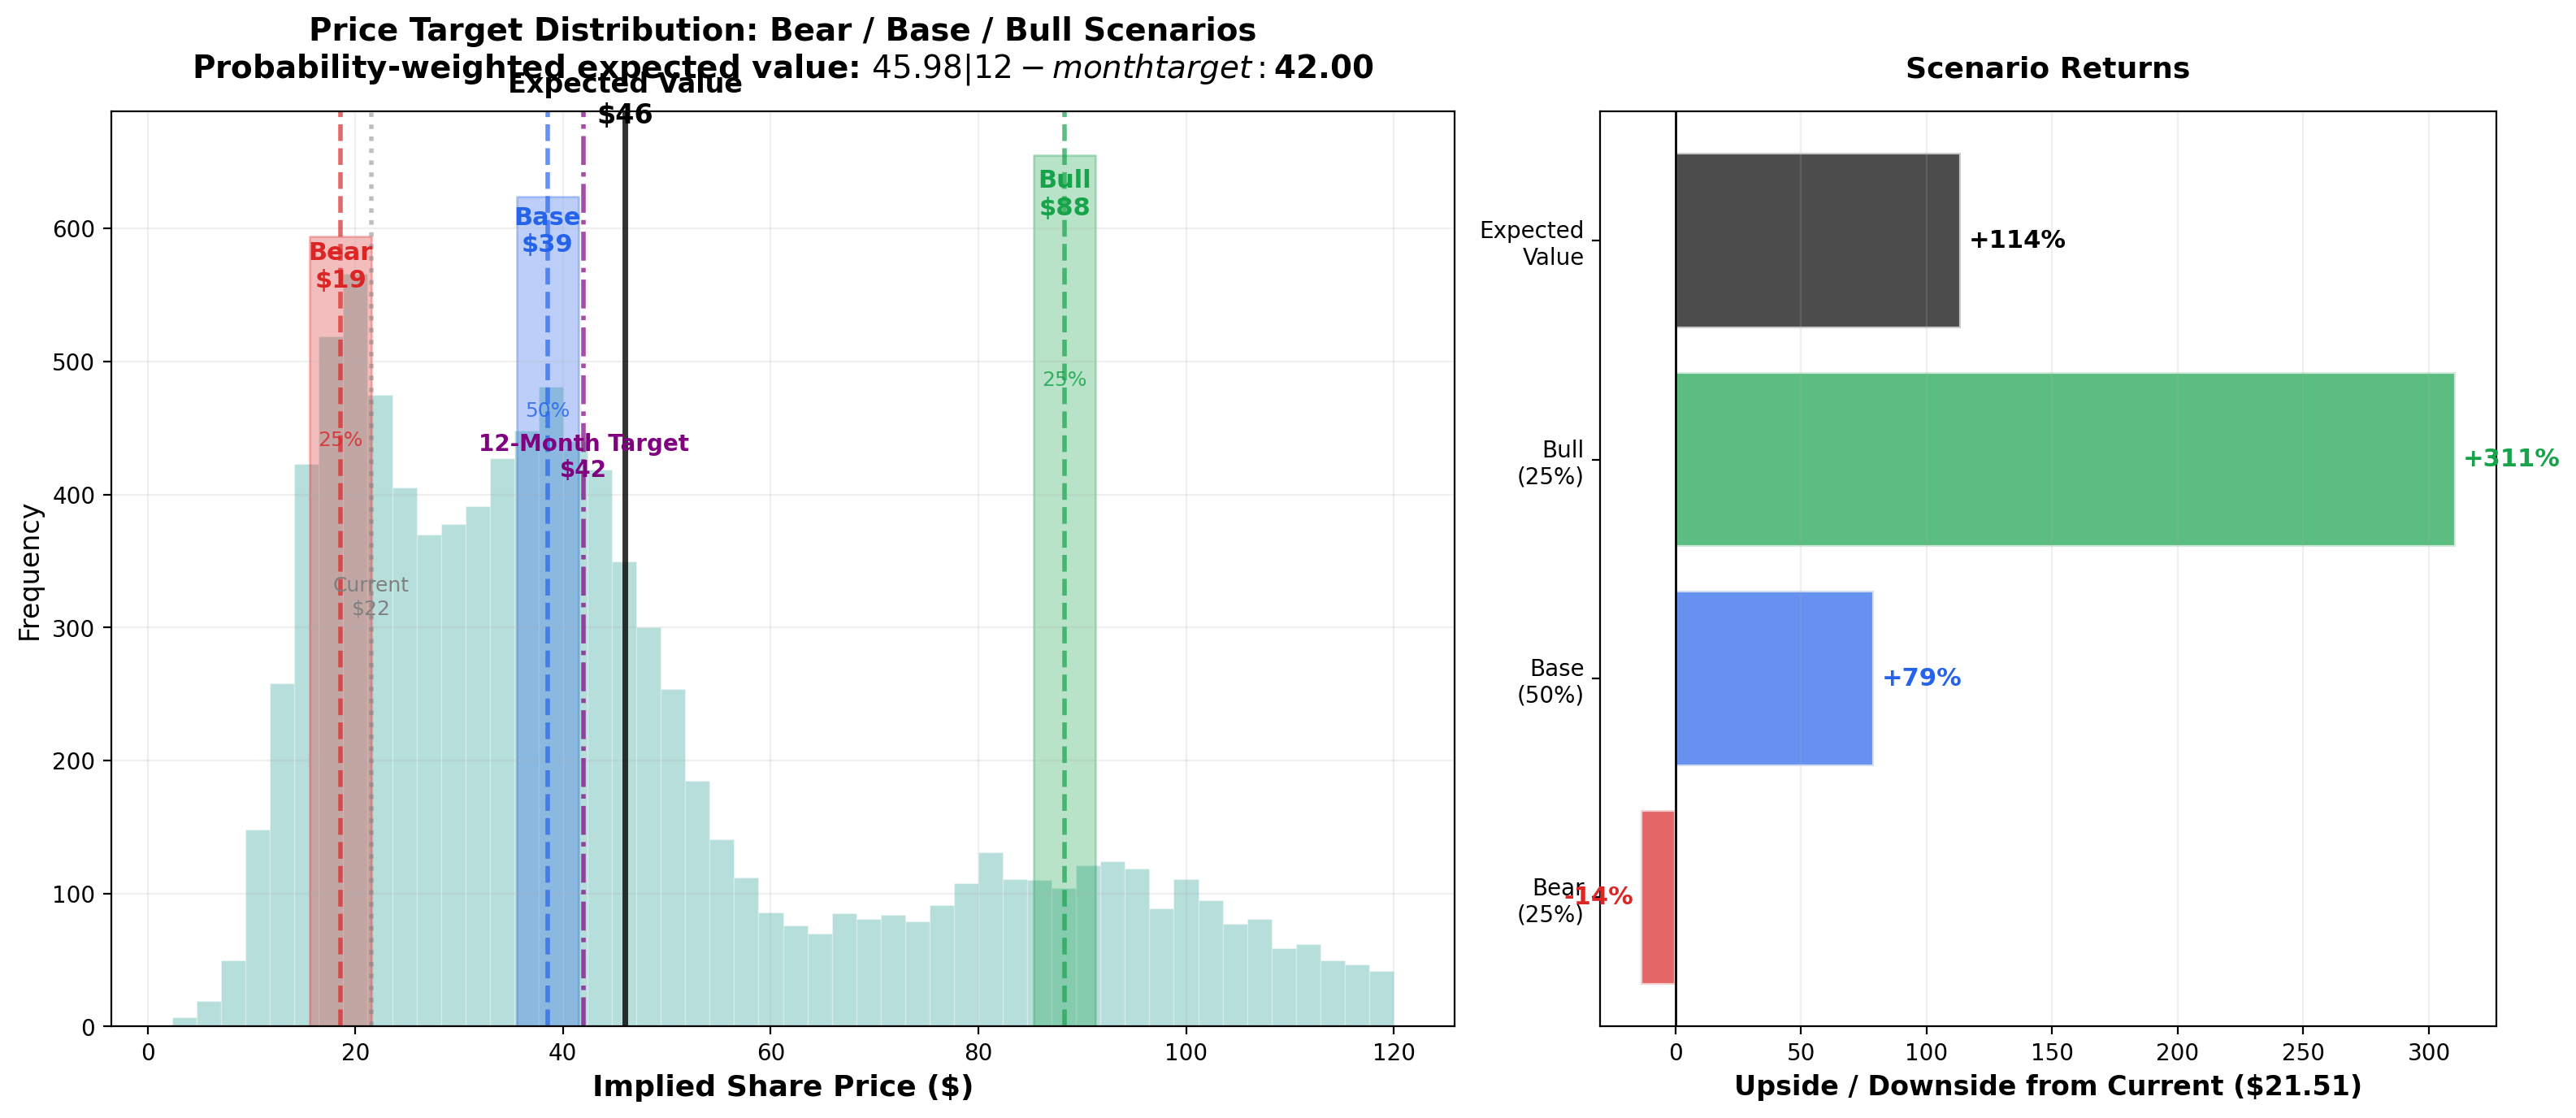 Price Target Distribution: Bear / Base / Bull Scenarios
Probability-weighted expected value: 45.98|12 − monthtarget : $42.00
Expected Value
$46
Bull
$88
Base
$39
Bear
$19
25%
50%
25%
12-Month Target
$42
Current
$22
Frequency
600
500
400
300
200
100
0
0 20 40 60 80 100 120
Implied Share Price ($)
Scenario Returns
Expected
Value
+114%
Bull
(25%)
+311%
Base
(50%)
+79%
Bear
(25%)
-14%
0 50 100 150 200 250 300
Upside / Downside from Current ($21.51)